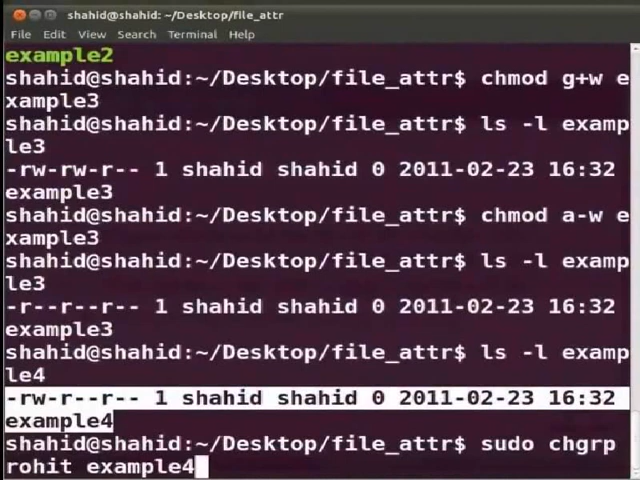 shahid@shahid: ~/Desktop/file_attr
File Edit View Search Terminal Help
example2
shahid@shahid:~/Desktop/file_attr$ chmod g+w e
xample3
shahid@shahid:~/Desktop/file_attr$ ls -l examp
le3
-rw-rw-r-- 1 shahid shahid 0 2011-02-23 16:32
example3
shahid@shahid:~/Desktop/file_attr$ chmod a-w e
xample3
shahid@shahid:~/Desktop/file_attr$ ls -l examp
le3
-r--r--r-- 1 shahid shahid 0 2011-02-23 16:32
example3
shahid@shahid:~/Desktop/file_attr$ ls -l examp
le4
-rw-r--r-- 1 shahid shahid 0 2011-02-23 16:32
example4
shahid@shahid:~/Desktop/file_attr$ sudo chgrp
rohit example4